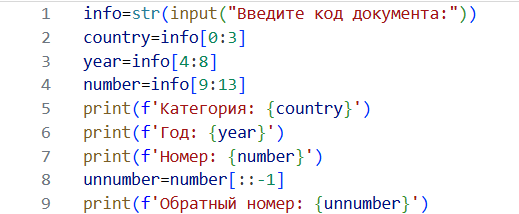 1 info=str(input("Введите код документа:"))
2 country=info[0:3]
3 year=info[4:8]
4 number=info[9:13]
5 print(f'Категория: {country}')
6 print(f'Год: {year}')
7 print(f'Номер: {number}')
8 unnumber=number[::-1]
9 print(f'Обратный номер: {unnumber}')